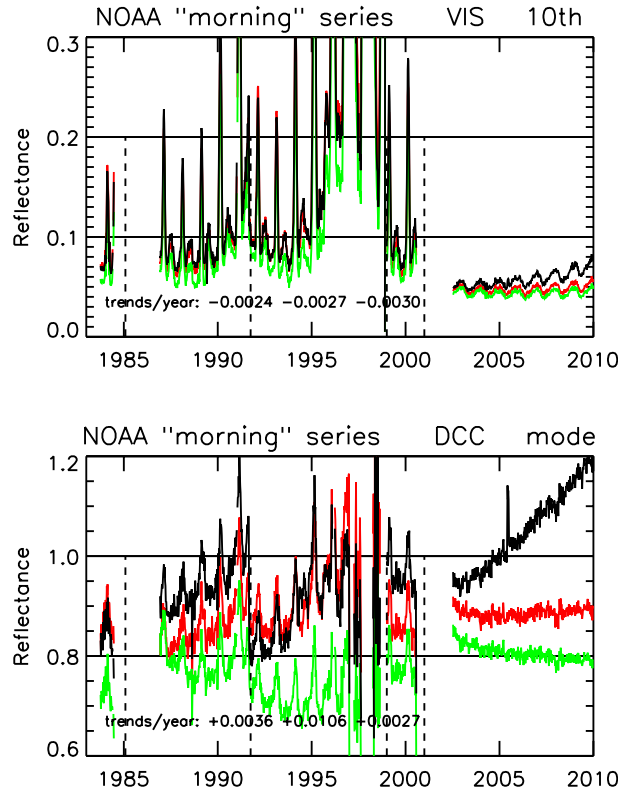 NOAA "morning" series VIS 10th
0.3
0.2
0.1
0.0
Reflectance
trends/year: −0.0024 −0.0027 −0.0030
1985 1990 1995 2000 2005 2010
NOAA "morning" series DCC mode
1.2
1.0
0.8
0.6
Reflectance
trends/year: +0.0036 +0.0106 +0.0027
1985 1990 1995 2000 2005 2010